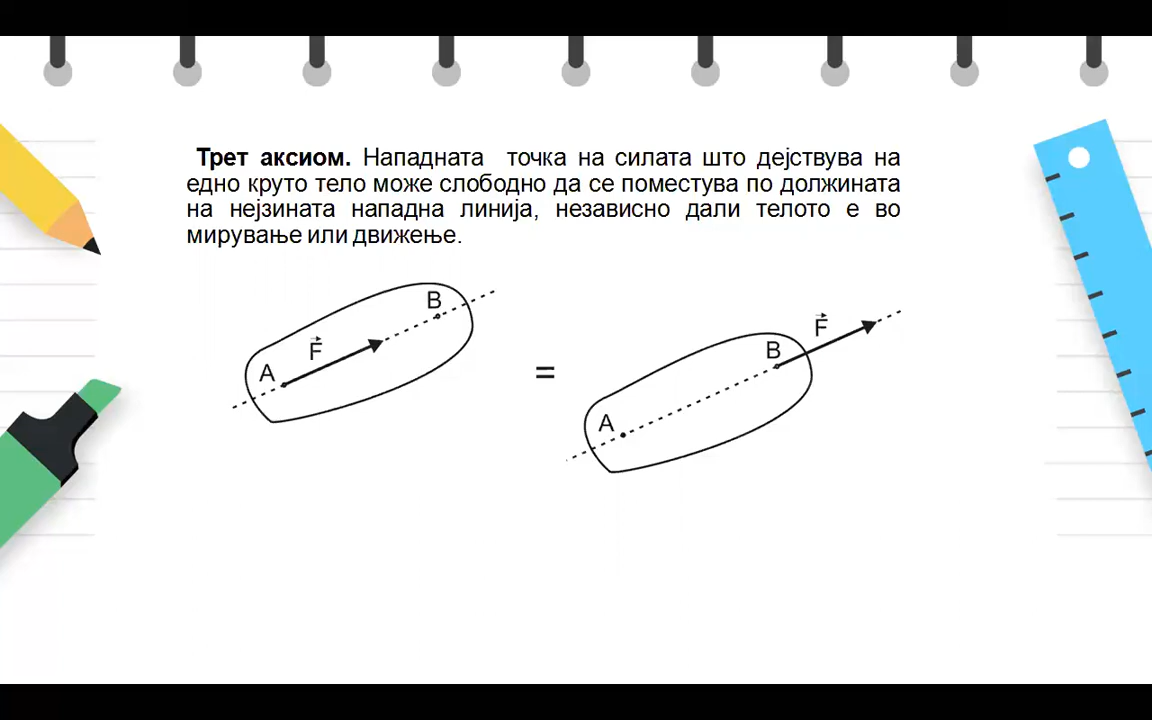 Трет аксиом. Нападната точка на силата што дејствува на
едно круто тело може слободно да се поместува по должината
на нејзината нападна линија, независно дали телото е во
мирување или движење.
B
F⃗
A
=
F⃗
B
A